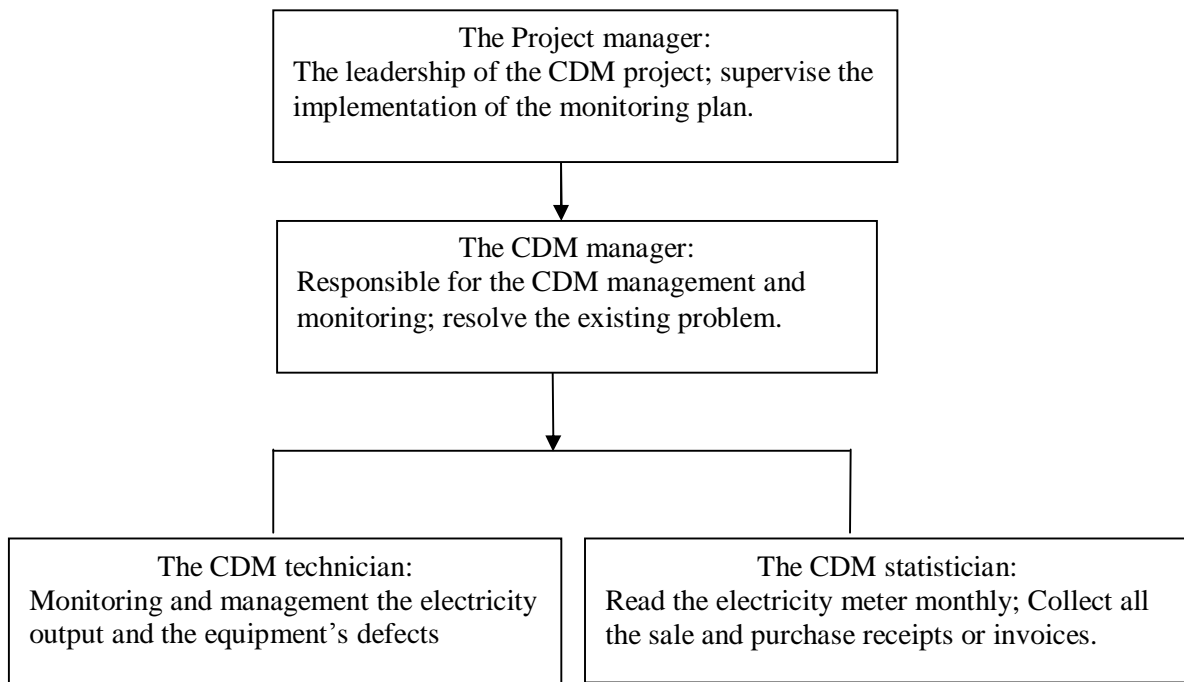 The Project manager:
The leadership of the CDM project; supervise the
implementation of the monitoring plan.
The CDM manager:
Responsible for the CDM management and
monitoring; resolve the existing problem.
The CDM technician:
Monitoring and management the electricity
output and the equipment’s defects
The CDM statistician:
Read the electricity meter monthly; Collect all
the sale and purchase receipts or invoices.